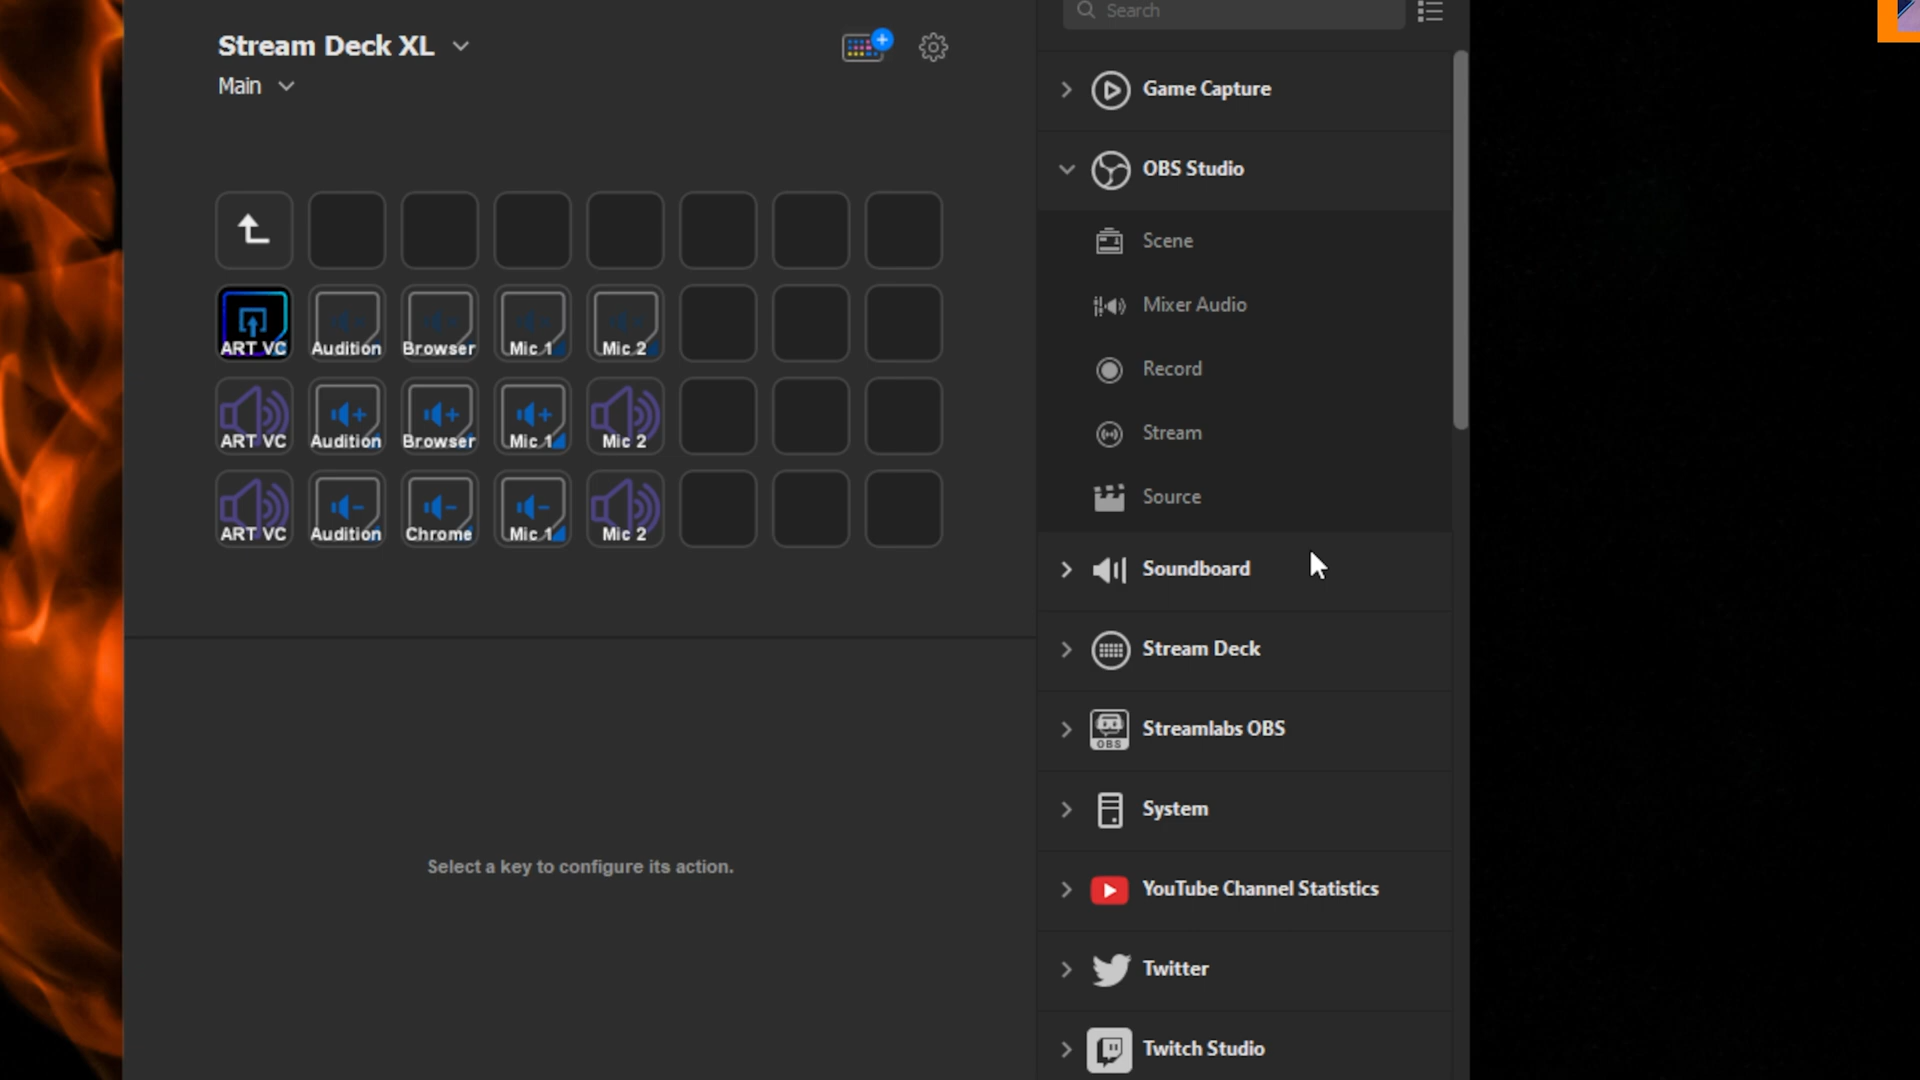 Stream Deck XL
Main
ART VC Audition Browser Mic 1 Mic 2
ART VC Audition Browser Mic 1 Mic 2
ART VC Audition Chrome Mic 1 Mic 2
Select a key to configure its action.
Search
Game Capture
OBS Studio
Scene
Mixer Audio
Record
Stream
Source
Soundboard
Stream Deck
OBS Streamlabs OBS
System
YouTube Channel Statistics
Twitter
Twitch Studio